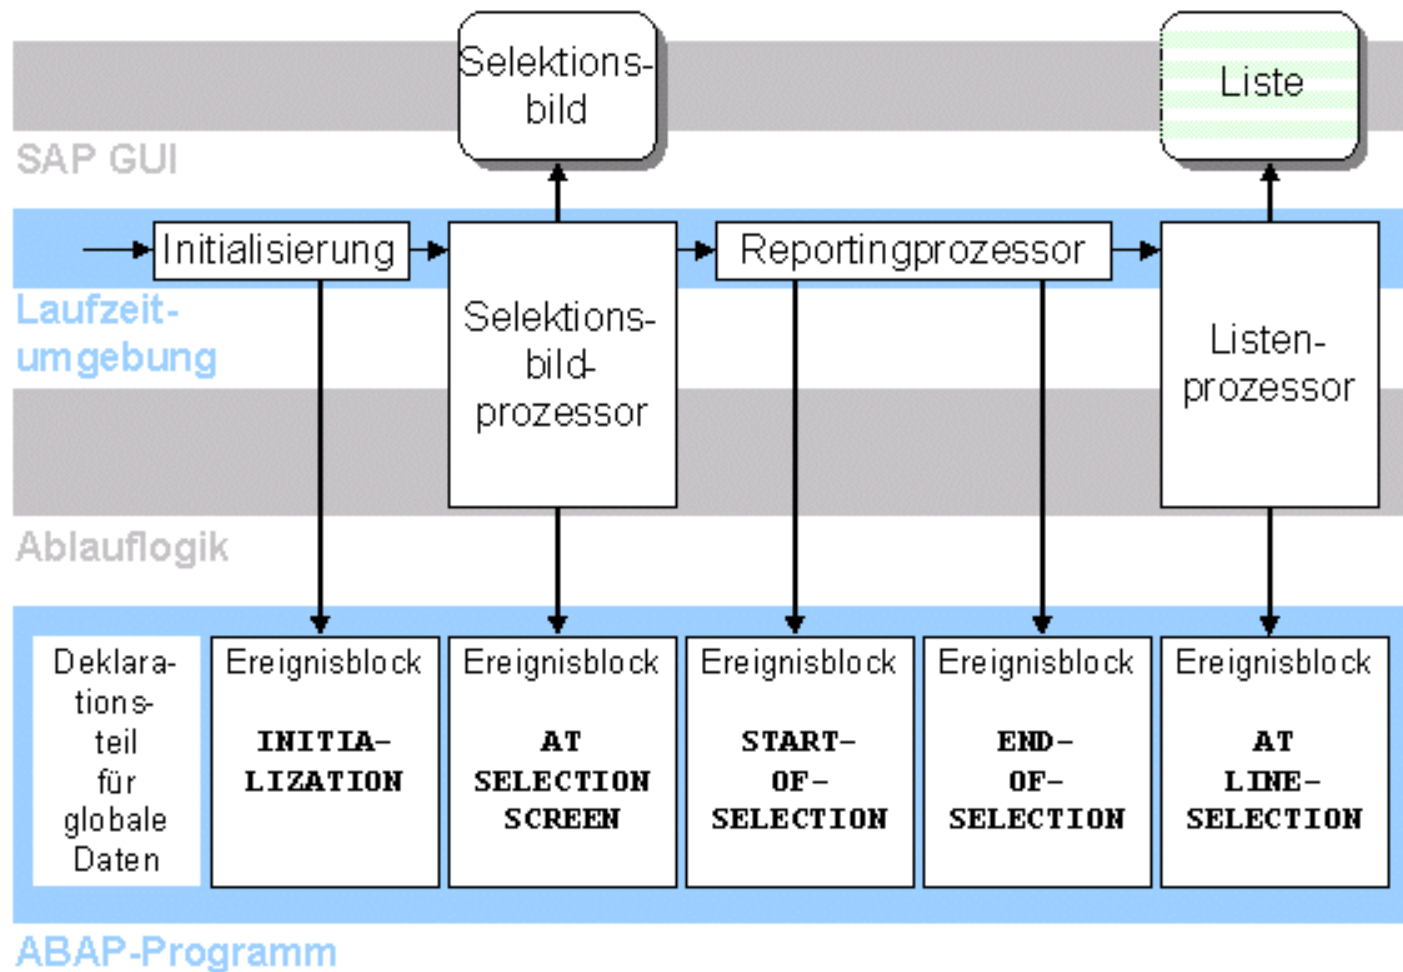 Selektions-
bild
Liste
SAP GUI
Initialisierung
Reportingprozessor
Laufzeit-
umgebung
Selektions-
bild-
prozessor
Listen-
prozessor
Ablauflogik
Deklara-
tions-
teil
für
globale
Daten
Ereignisblock
INITIA-
LIZATION
Ereignisblock
AT
SELECTION
SCREEN
Ereignisblock
START-
OF-
SELECTION
Ereignisblock
END-
OF-
SELECTION
Ereignisblock
AT
LINE-
SELECTION
ABAP-Programm